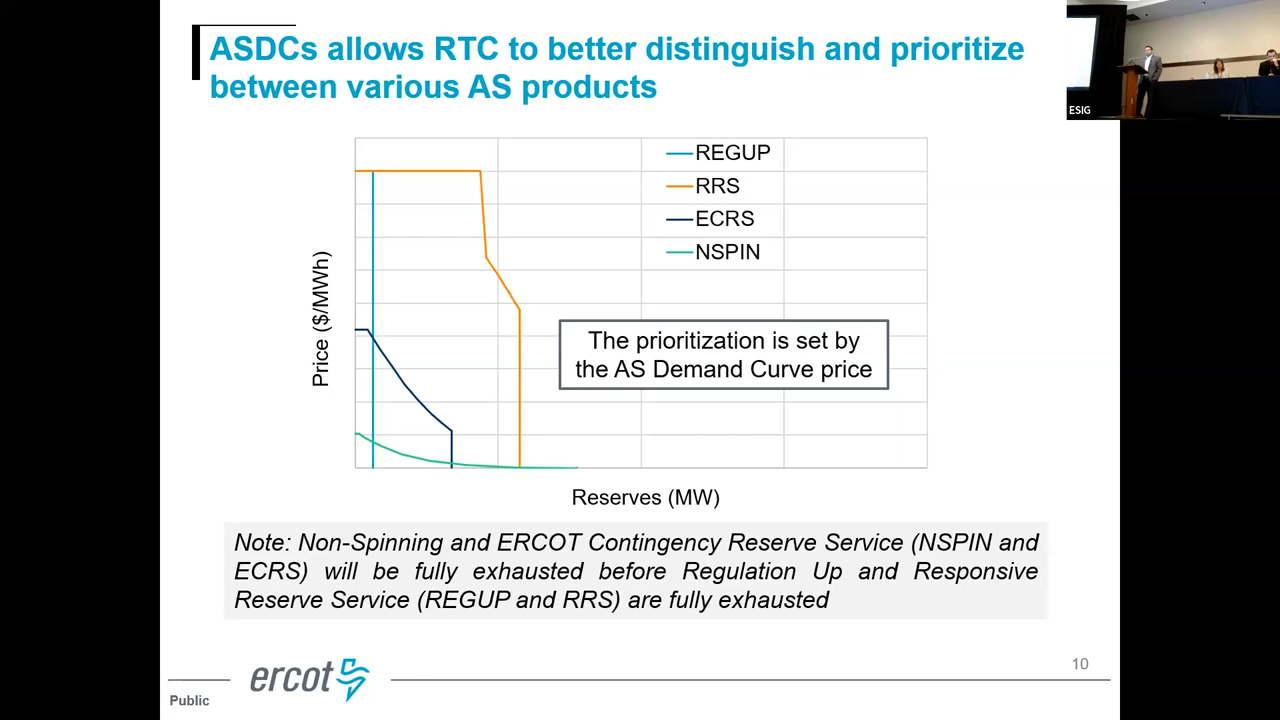 ASDCs allows RTC to better distinguish and prioritize
between various AS products
ESIG
REGUP
RRS
ECRS
NSPIN
Price ($/MWh)
The prioritization is set by
the AS Demand Curve price
Reserves (MW)
Note: Non-Spinning and ERCOT Contingency Reserve Service (NSPIN and
ECRS) will be fully exhausted before Regulation Up and Responsive
Reserve Service (REGUP and RRS) are fully exhausted
10
ercot
Public